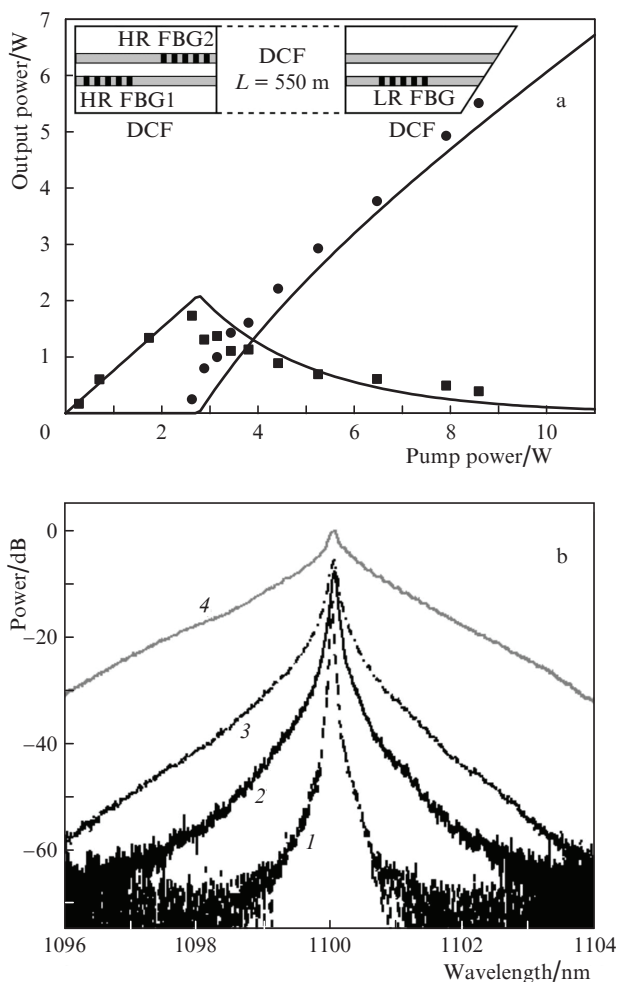 7
6
5
4
3
2
1
0
2
4
6
8
10
Output power/W
Pump power/W
HR FBG2
HR FBG1
DCF
DCF
L = 550 m
LR FBG
DCF
a
0
−20
−40
−60
Power/dB
b
4
3
2
1
1096
1098
1100
1102
1104
Wavelength/nm